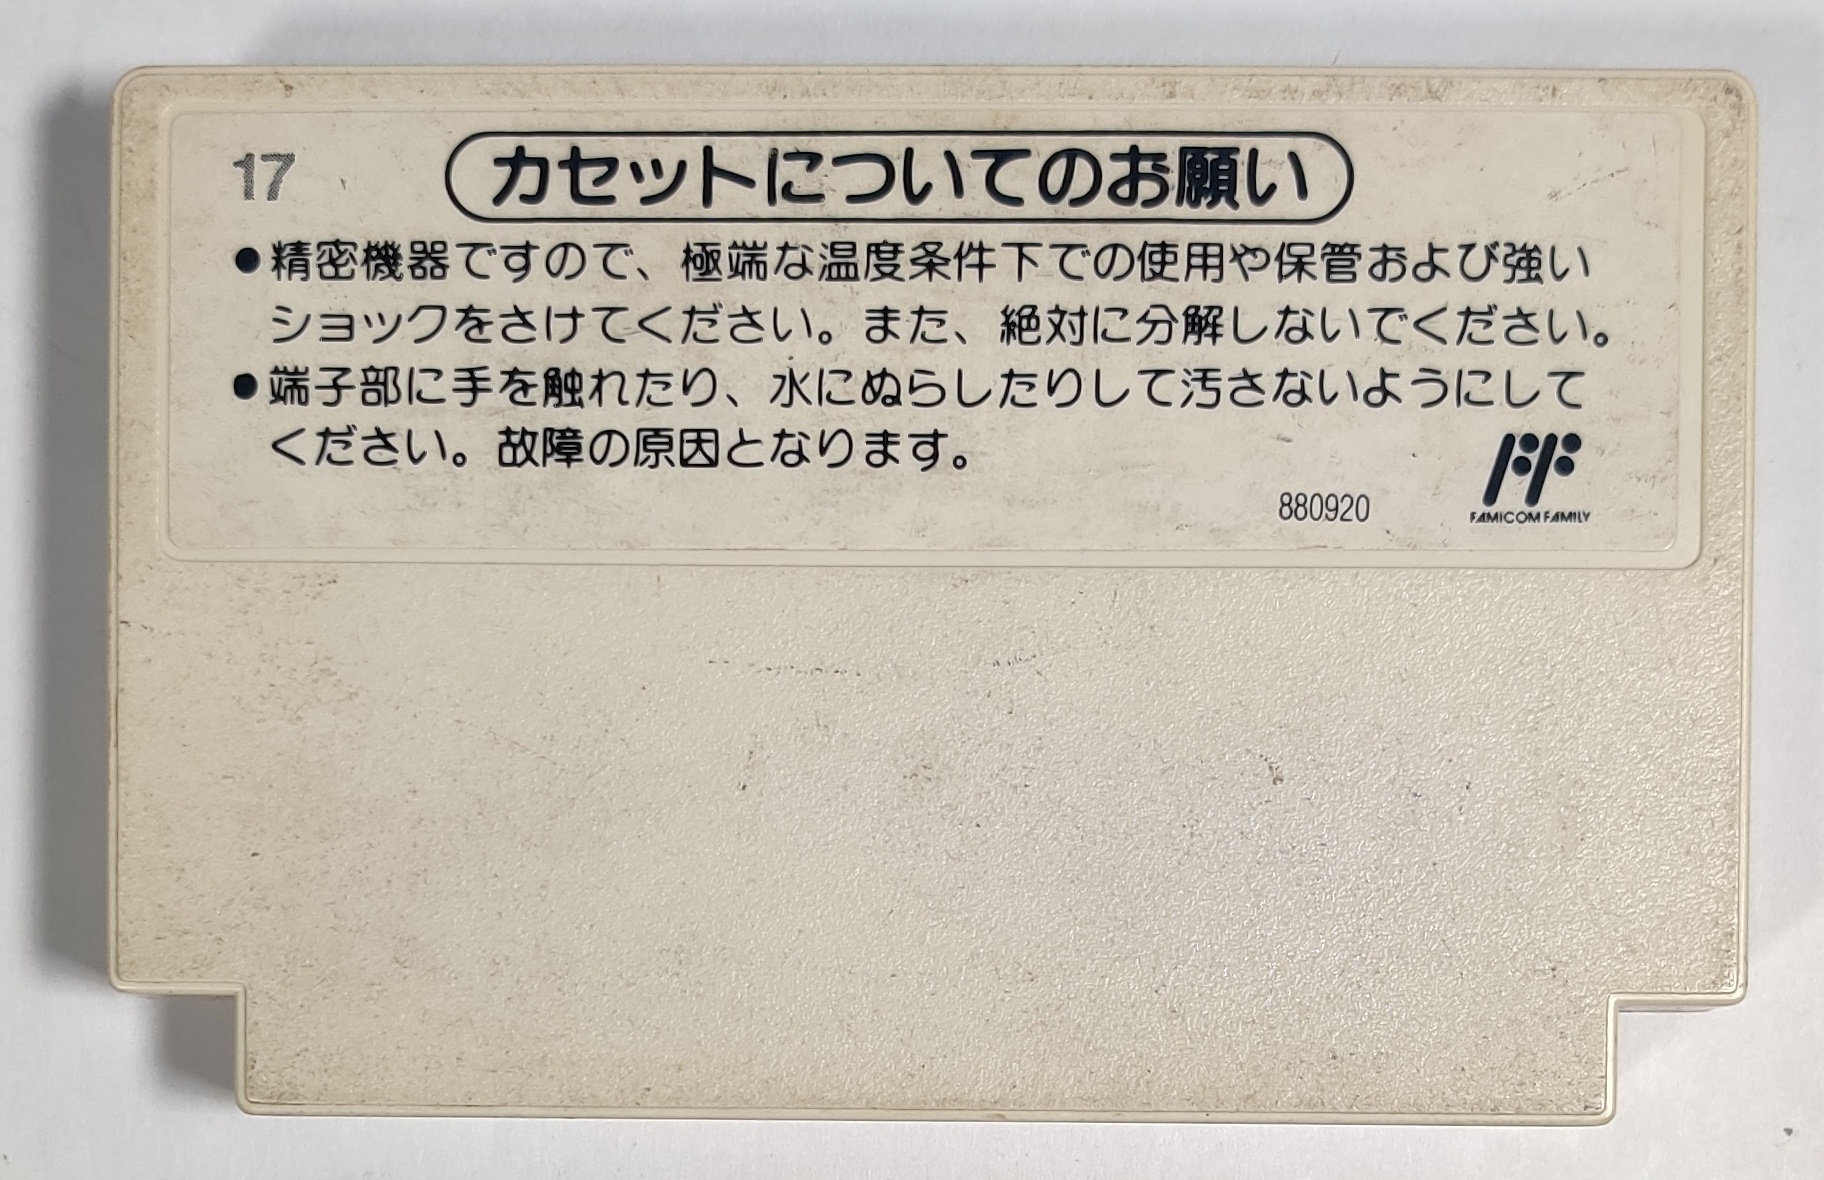 17
カセットについてのお願い
●精密機器ですので、極端な温度条件下での使用や保管および強い
ショックをさけてください。また、絶対に分解しないでください。
●端子部に手を触れたり、水にぬらしたりして汚さないようにして
ください。故障の原因となります。
880920
FAMICOM FAMILY